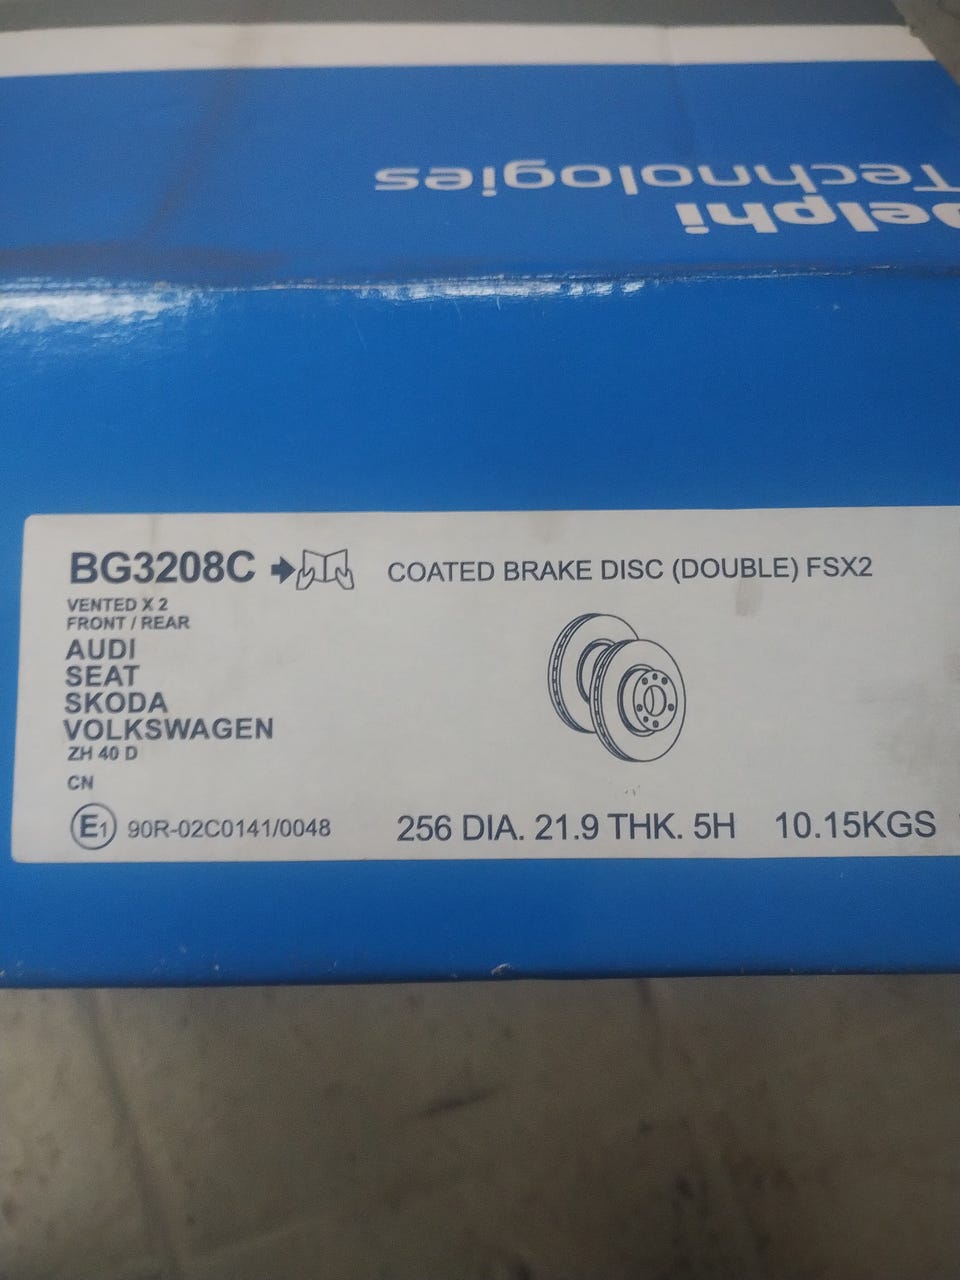 Delphi
Technologies
BG3208C
COATED BRAKE DISC (DOUBLE) FSX2
VENTED X 2
FRONT / REAR
AUDI
SEAT
SKODA
VOLKSWAGEN
ZH 40 D
CN
E1 90R-02C0141/0048
256 DIA. 21.9 THK. 5H 10.15KGS